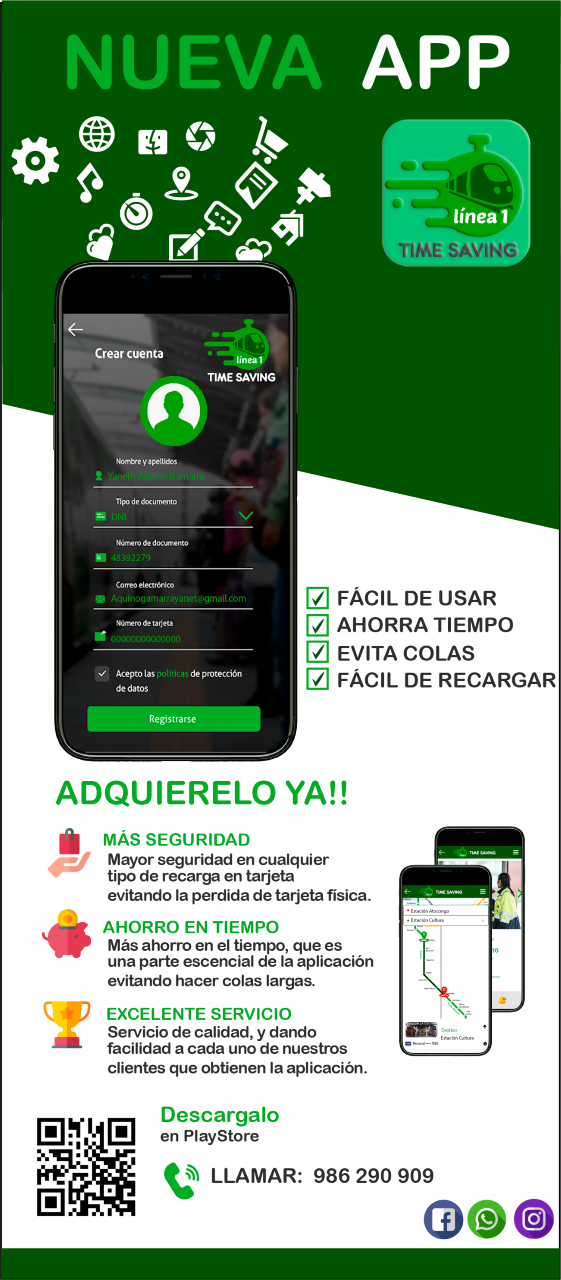 NUEVA APP
línea 1
TIME SAVING
Crear cuenta
línea 1
TIME SAVING
Nombre y apellidos
Gamarra
Tipo de documento
DNI
Número de documento
48392279
Correo electrónico
Aquinogamarrayanet@gmail.com
Número de tarjeta
00000000000000
Acepto las políticas de protección
de datos
Registrarse
FÁCIL DE USAR
AHORRA TIEMPO
EVITA COLAS
FÁCIL DE RECARGAR
ADQUIERELO YA!!
MÁS SEGURIDAD
Mayor seguridad en cualquier
tipo de recarga en tarjeta
evitando la perdida de tarjeta física.
AHORRO EN TIEMPO
Más ahorro en el tiempo, que es
una parte escencial de la aplicación
evitando hacer colas largas.
EXCELENTE SERVICIO
Servicio de calidad, y dando
facilidad a cada uno de nuestros
clientes que obtienen la aplicación.
TIME SAVING
TIME SAVING
Estación Atocongo
Estación Cultura
Destino
Estación Cultura
Descargalo
en PlayStore
LLAMAR: 986 290 909